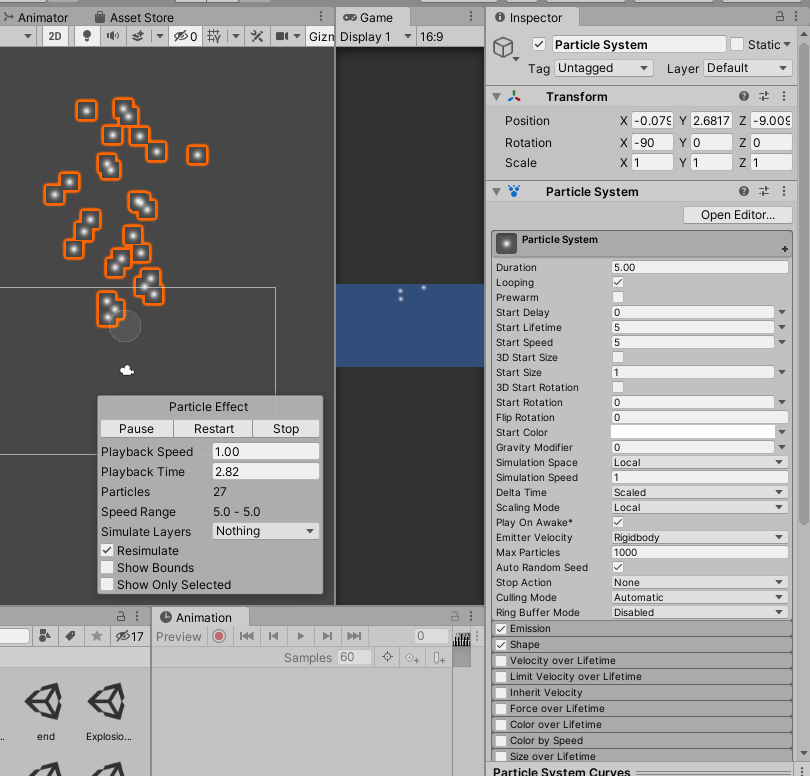 Animator
Asset Store
Game
Inspector
2D
0
Gizm
Display 1
16:9
Particle System
Static
Tag
Untagged
Layer
Default
Transform
Position
X
-0.079
Y
2.6817
Z
-9.009
Rotation
X
-90
Y
0
Z
0
Scale
X
1
Y
1
Z
1
Particle System
Open Editor...
Particle System
Duration
5.00
Looping
Prewarm
Start Delay
0
Start Lifetime
5
Start Speed
5
3D Start Size
Start Size
1
3D Start Rotation
Start Rotation
0
Flip Rotation
0
Start Color
Gravity Modifier
0
Simulation Space
Local
Simulation Speed
1
Delta Time
Scaled
Scaling Mode
Local
Play On Awake*
Emitter Velocity
Rigidbody
Max Particles
1000
Auto Random Seed
Stop Action
None
Culling Mode
Automatic
Ring Buffer Mode
Disabled
Emission
Shape
Velocity over Lifetime
Limit Velocity over Lifetime
Inherit Velocity
Force over Lifetime
Color over Lifetime
Color by Speed
Size over Lifetime
Particle System Curves
Particle Effect
Pause
Restart
Stop
Playback Speed
1.00
Playback Time
2.82
Particles
27
Speed Range
5.0 - 5.0
Simulate Layers
Nothing
Resimulate
Show Bounds
Show Only Selected
17
Animation
Preview
0
Samples
60
..
end
Explosio...